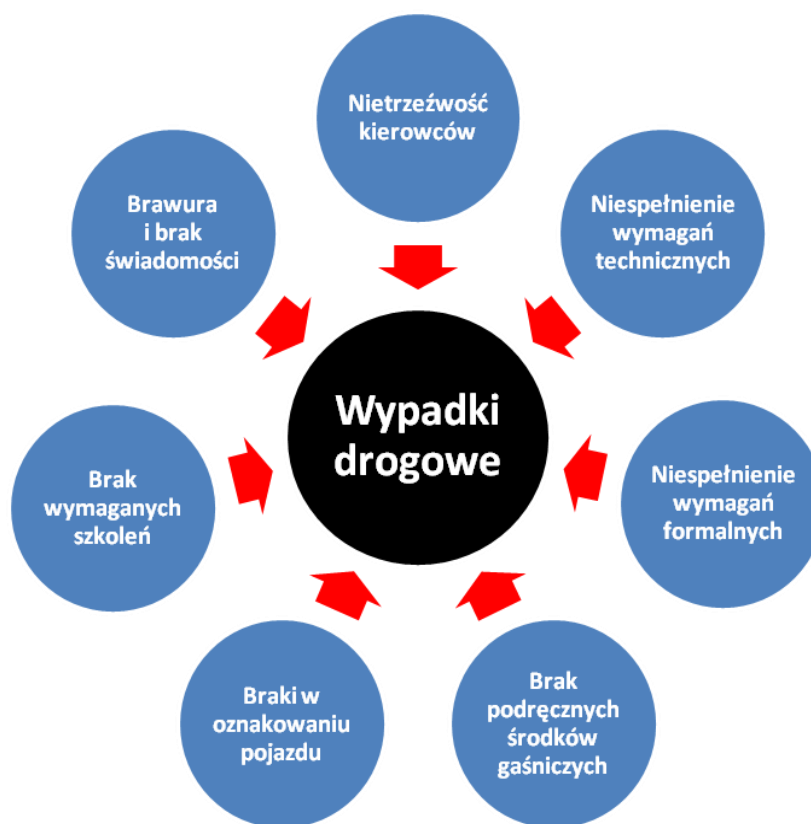 Nietrzeźwość
kierowców
Niespełnienie
wymagań
technicznych
Niespełnienie
wymagań
formalnych
Brak
podręcznych
środków
gaśniczych
Braki w
oznakowaniu
pojazdu
Brak
wymaganych
szkoleń
Brawura
i brak
świadomości
Wypadki
drogowe